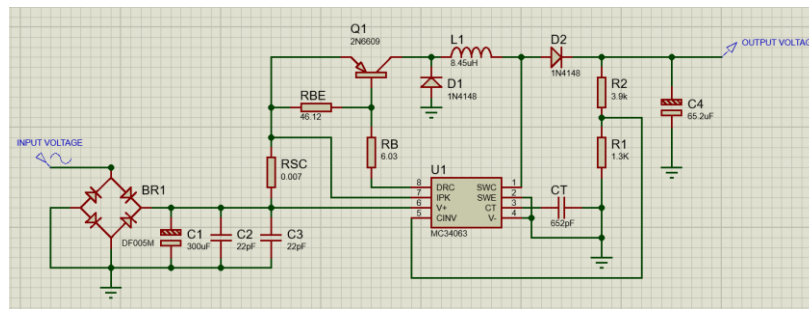 Q1
2N6609
L1
8.45uH
D2
1N4148
OUTPUT VOLTAGE
D1
1N4148
R2
3.9k
C4
65.2uF
RBE
46.12
RB
6.03
R1
1.3K
INPUT VOLTAGE
RSC
0.007
U1
8 DRC SWC 1
7 IPK SWE 2
6 V+ CT 3
5 CINV V- 4
MC34063
CT
652pF
BR1
DF005M
C1
300uF
C2
22pF
C3
22pF